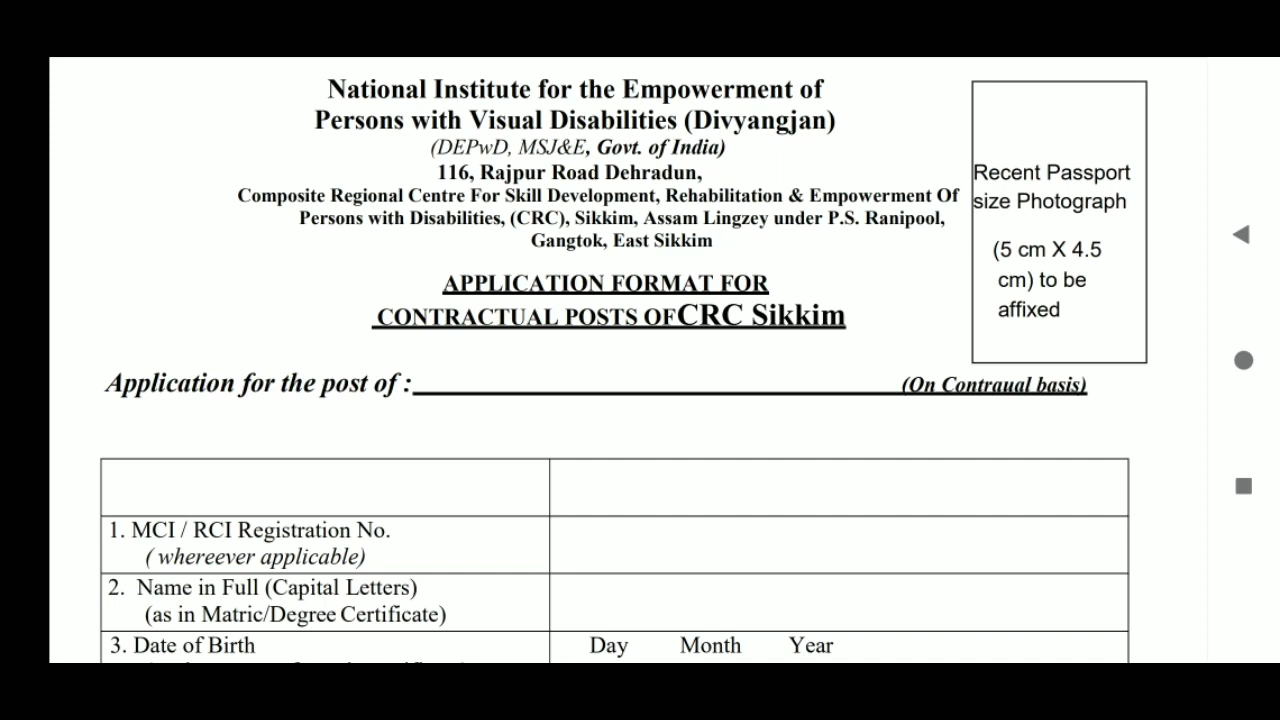 National Institute for the Empowerment of
Persons with Visual Disabilities (Divyangjan)
(DEPwD, MSJ&E, Govt. of India)
116, Rajpur Road Dehradun,
Composite Regional Centre For Skill Development, Rehabilitation & Empowerment Of
Persons with Disabilities, (CRC), Sikkim, Assam Lingzey under P.S. Ranipool,
Gangtok, East Sikkim
Recent Passport
size Photograph
(5 cm X 4.5
cm) to be
affixed
APPLICATION FORMAT FOR
CONTRACTUAL POSTS OF CRC Sikkim
Application for the post of : (On Contraual basis)
1. MCI / RCI Registration No.
( whereever applicable)
2. Name in Full (Capital Letters)
(as in Matric/Degree Certificate)
3. Date of Birth Day Month Year